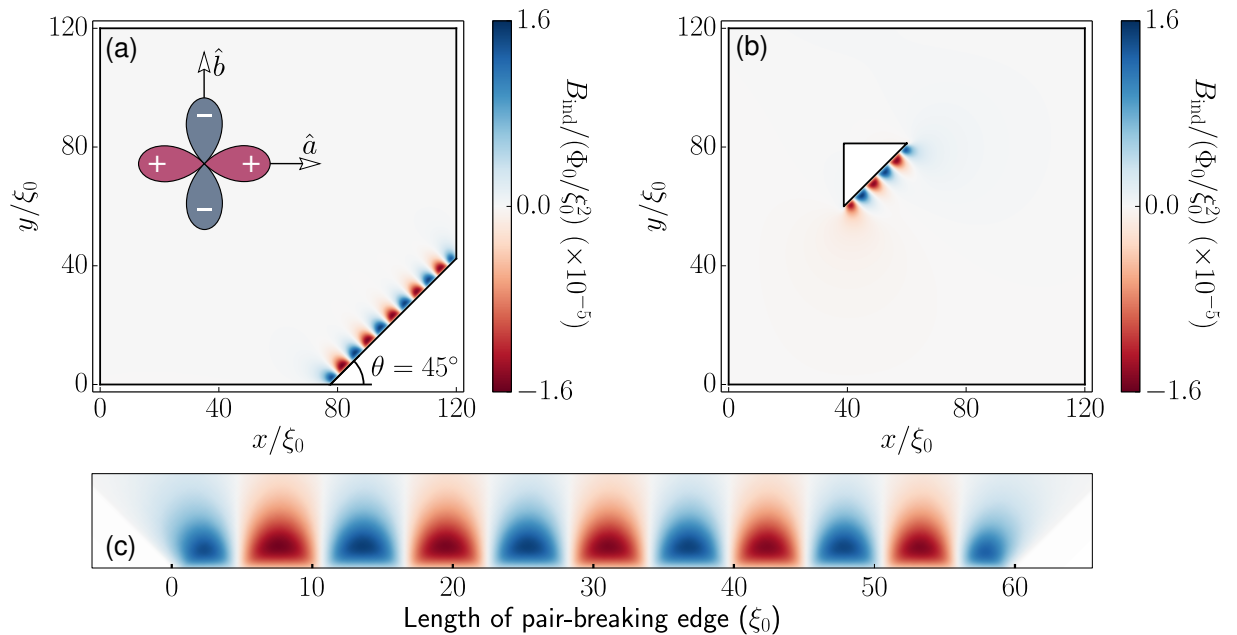 (a)
120
80
40
0
y/ξ₀
b̂
â
+ +
− −
θ = 45°
0 40 80 120
x/ξ₀
1.6
0.0
−1.6
B_ind/(Φ₀/ξ₀²) (×10⁻⁵)
(b)
120
80
40
0
y/ξ₀
0 40 80 120
x/ξ₀
1.6
0.0
−1.6
B_ind/(Φ₀/ξ₀²) (×10⁻⁵)
(c)
0 10 20 30 40 50 60
Length of pair-breaking edge (ξ₀)